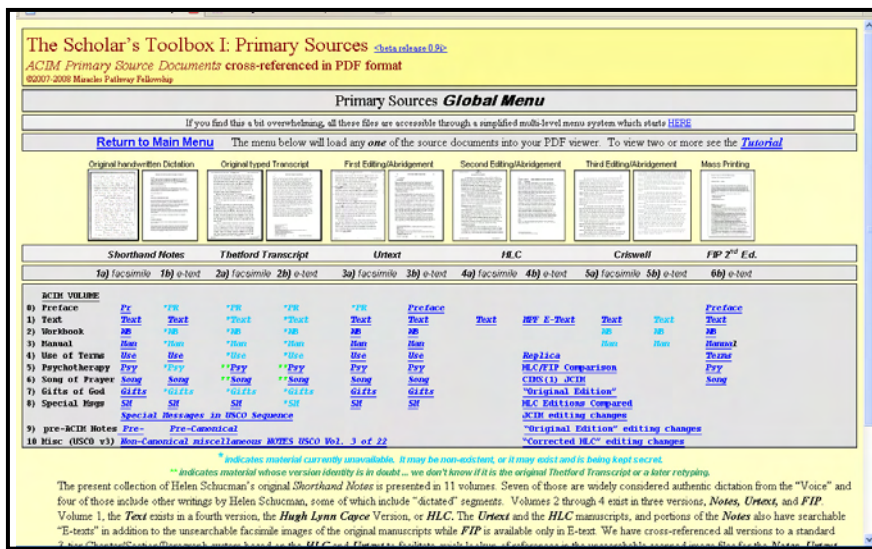 The Scholar's Toolbox I: Primary Sources <beta release 0.9i>
ACIM Primary Source Documents cross-referenced in PDF format
©2007-2008 Miracles Pathway Fellowship
Primary Sources Global Menu
If you find this a bit overwhelming, all these files are accessible through a simplified multi-level menu system which starts HERE
Return to Main Menu The menu below will load any one of the source documents into your PDF viewer. To view two or more see the Tutorial
Original handwritten Dictation Original typed Transcript First Editing/Abridgement Second Editing/Abridgement Third Editing/Abridgement Mass Printing
Shorthand Notes Thetford Transcript Urtext HLC Criswell FIP 2nd Ed.
1a) facsimile 1b) e-text 2a) facsimile 2b) e-text 3a) facsimile 3b) e-text 4a) facsimile 4b) e-text 5a) facsimile 5b) e-text 6b) e-text
ACIM VOLUME
0) Preface Pr *PR *PR *PR *PR Preface Preface
1) Text Text Text *Text *Text Text Text Text MPF E-Text Text Text Text
2) Workbook WB *WB *WB *WB WB WB WB WB WB
3) Manual Man *Man *Man *Man Man Man Man Man Manual
4) Use of Terms Use Use *Use *Use Use Use Replica Terms
5) Psychotherapy Psy Psy **Psy **Psy Psy Psy HLC/FIP Comparison Psy
6) Song of Prayer Song Song **Song **Song Song Song CIMS(1) JCIM Song
7) Gifts of God Gifts *Gifts *Gifts *Gifts Gifts Gifts "Original Edition"
8) Special Msgs SM SM SM *SM SM SM HLC Editions Compared
Special Messages in USCO Sequence JCIM editing changes
9) pre-ACIM Notes Pre- Pre-Canonical "Original Edition" editing changes
10 Misc (USCO v3) Non-Canonical miscellaneous NOTES USCO Vol. 3 of 22 "Corrected HLC" editing changes
*indicates material currently unavailable. It may be non-existent, or it may exist and is being kept secret.
**indicates material whose version identity is in doubt ... we don't know if it is the original Thetford Transcript or a later retyping.
The present collection of Helen Schucman's original Shorthand Notes is presented in 11 volumes. Seven of those are widely considered authentic dictation from the "Voice" and
four of those include other writings by Helen Schucman, some of which include "dictated" segments. Volumes 2 through 4 exist in three versions, Notes, Urtext, and FIP.
Volume 1, the Text exists in a fourth version, the Hugh Lynn Cayce Version, or HLC. The Urtext and the HLC manuscripts, and portions of the Notes also have searchable
"E-texts" in addition to the unsearchable facsimile images of the original manuscripts while FIP is available only in E-text. We have cross-referenced all versions to a standard